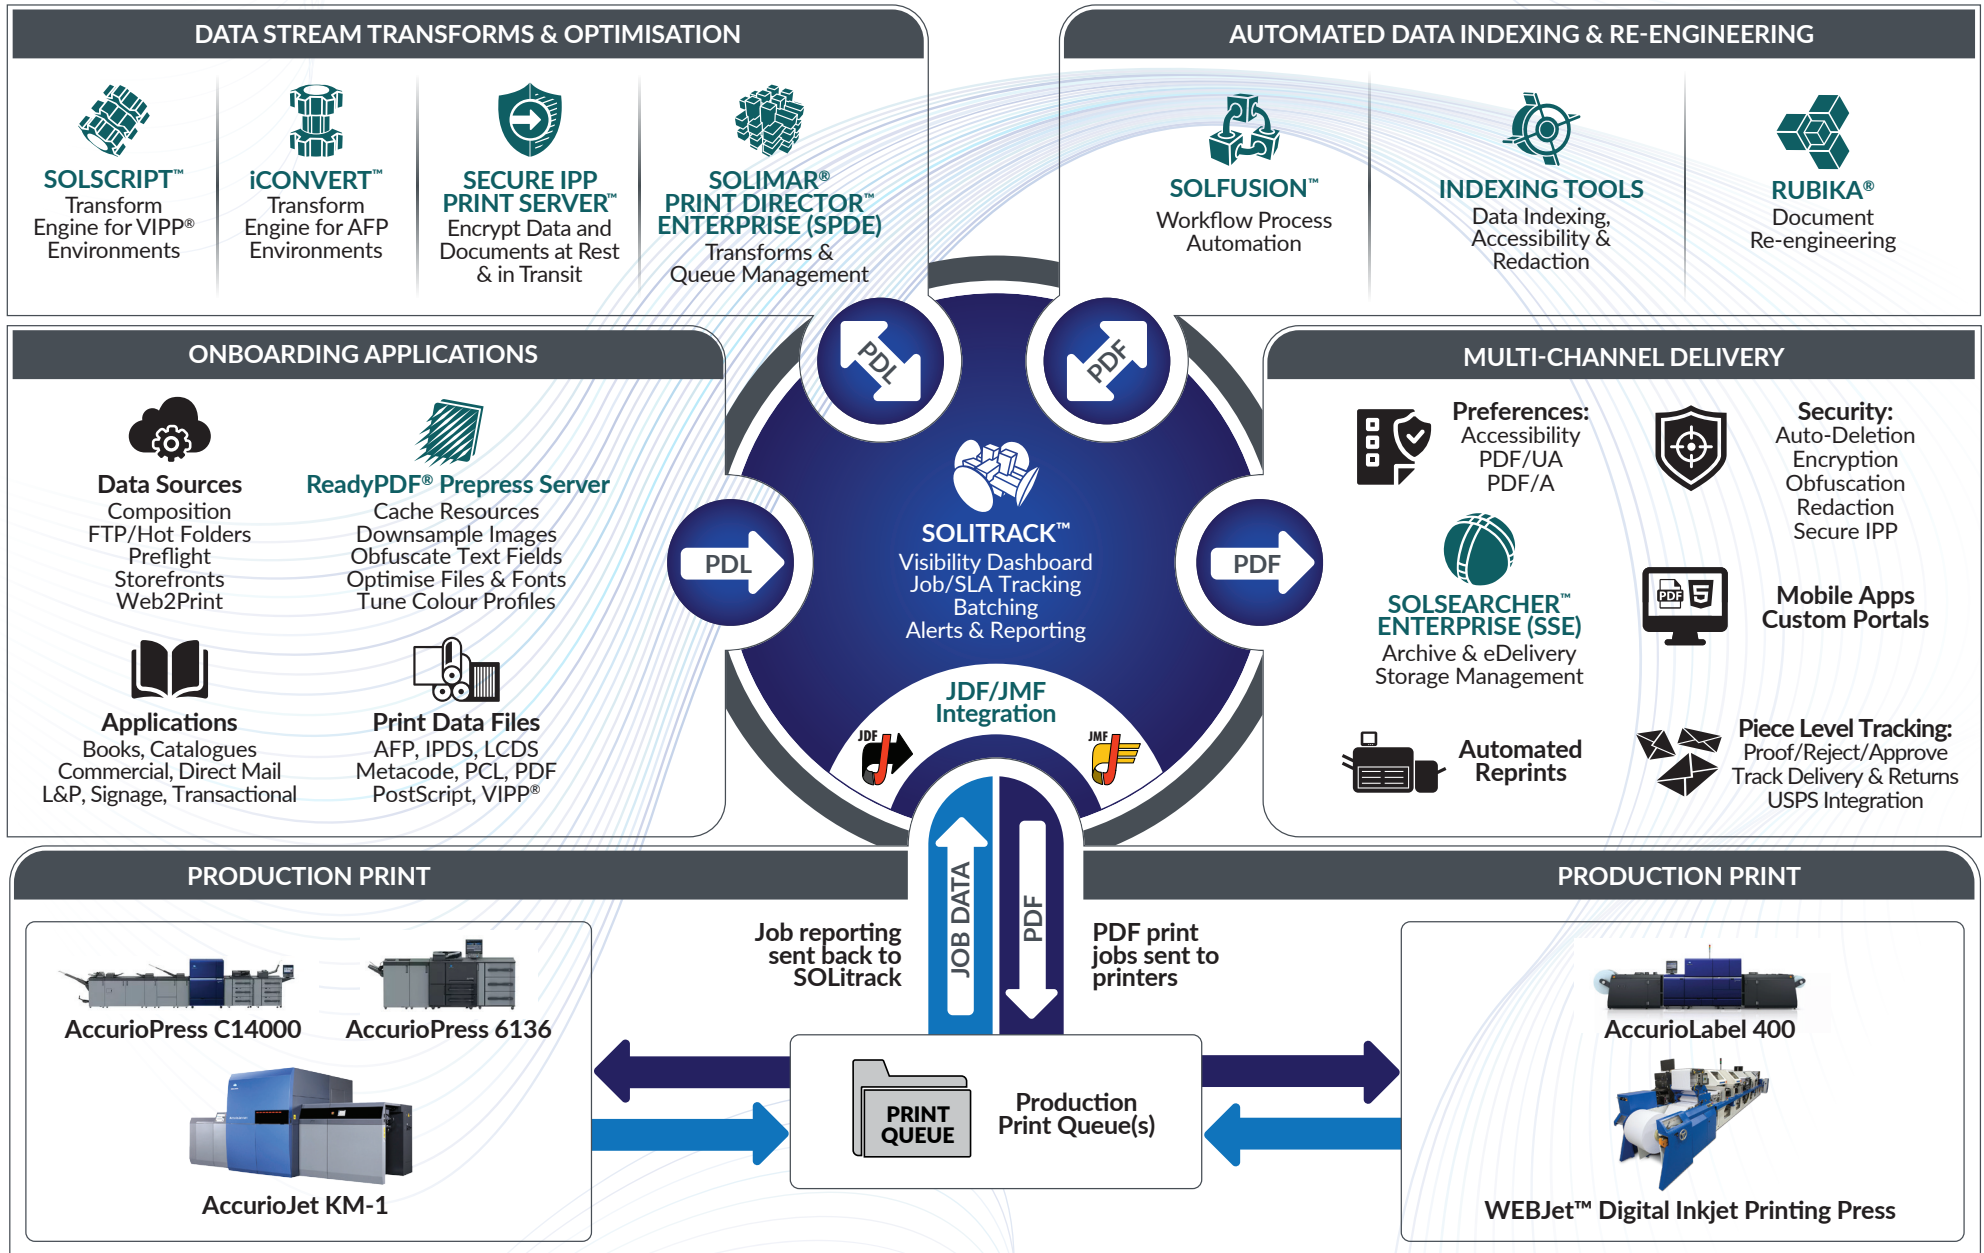 DATA STREAM TRANSFORMS & OPTIMISATION
SOLSCRIPT™
Transform
Engine for VIPP®
Environments
iCONVERT™
Transform
Engine for AFP
Environments
SECURE IPP
PRINT SERVER™
Encrypt Data and
Documents at Rest
& in Transit
SOLIMAR®
PRINT DIRECTOR™
ENTERPRISE (SPDE)
Transforms &
Queue Management
AUTOMATED DATA INDEXING & RE-ENGINEERING
SOLFUSION™
Workflow Process
Automation
INDEXING TOOLS
Data Indexing,
Accessibility &
Redaction
RUBIKA®
Document
Re-engineering
ONBOARDING APPLICATIONS
Data Sources
Composition
FTP/Hot Folders
Preflight
Storefronts
Web2Print
ReadyPDF® Prepress Server
Cache Resources
Downsample Images
Obfuscate Text Fields
Optimise Files & Fonts
Tune Colour Profiles
Applications
Books, Catalogues
Commercial, Direct Mail
L&P, Signage, Transactional
Print Data Files
AFP, IPDS, LCDS
Metacode, PCL, PDF
PostScript, VIPP®
PDL
PDF
PDL
PDF
SOLITRACK™
Visibility Dashboard
Job/SLA Tracking
Batching
Alerts & Reporting
JDF/JMF
Integration
JDF
JMF
MULTI-CHANNEL DELIVERY
Preferences:
Accessibility
PDF/UA
PDF/A
Security:
Auto-Deletion
Encryption
Obfuscation
Redaction
Secure IPP
SOLSEARCHER™
ENTERPRISE (SSE)
Archive & eDelivery
Storage Management
PDF
5
Mobile Apps
Custom Portals
Automated
Reprints
Piece Level Tracking:
Proof/Reject/Approve
Track Delivery & Returns
USPS Integration
PRODUCTION PRINT
AccurioPress C14000
AccurioPress 6136
AccurioJet KM-1
Job reporting
sent back to
SOLitrack
JOB DATA
PDF
PDF print
jobs sent to
printers
PRINT
QUEUE
Production
Print Queue(s)
PRODUCTION PRINT
AccurioLabel 400
WEBJet™ Digital Inkjet Printing Press